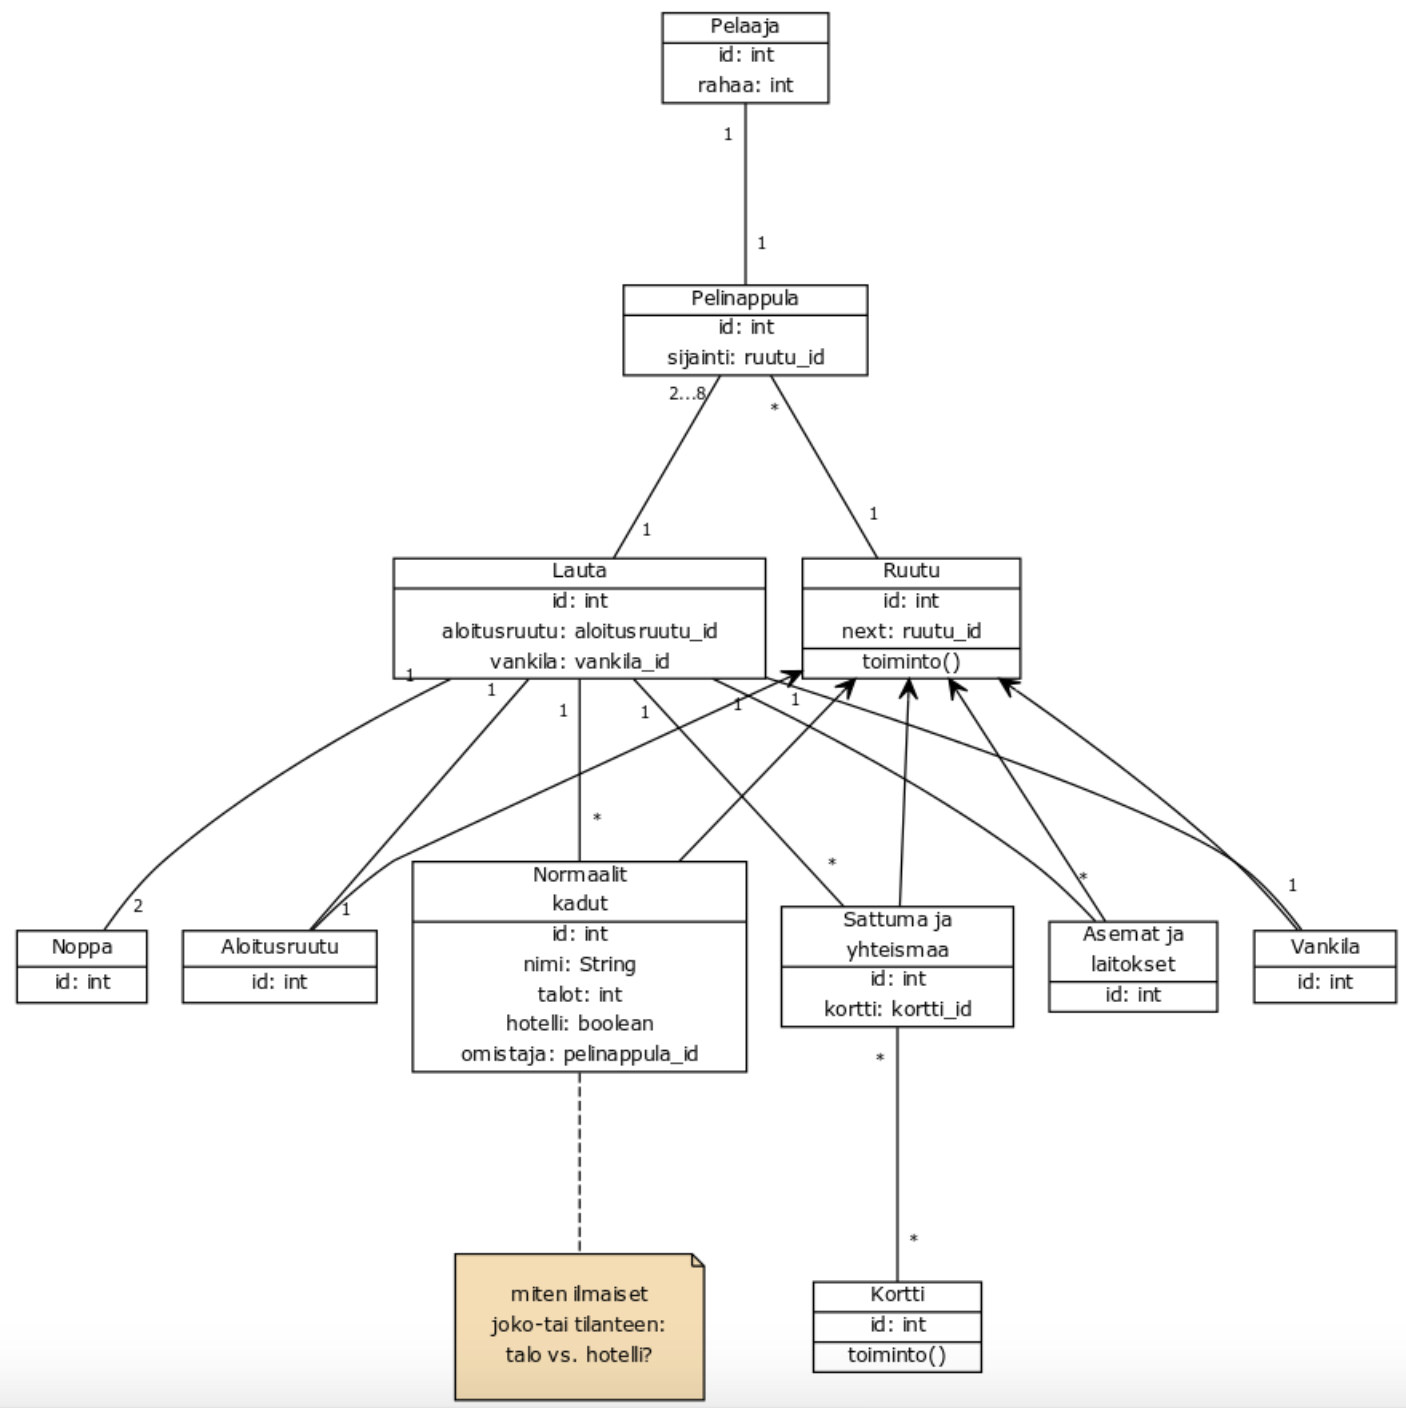 Pelaaja
id: int
rahaa: int
1
1
Pelinappula
id: int
sijainti: ruutu_id
2...8
*
1
1
Lauta
id: int
aloitusruutu: aloitusruutu_id
vankila: vankila_id
Ruutu
id: int
next: ruutu_id
toiminto()
1
1
1
1
1
1
*
*
*
1
2
1
Noppa
id: int
Aloitusruutu
id: int
Normaalit
kadut
id: int
nimi: String
talot: int
hotelli: boolean
omistaja: pelinappula_id
Sattuma ja
yhteismaa
id: int
kortti: kortti_id
Asemat ja
laitokset
id: int
Vankila
id: int
*
*
miten ilmaiset
joko-tai tilanteen:
talo vs. hotelli?
Kortti
id: int
toiminto()